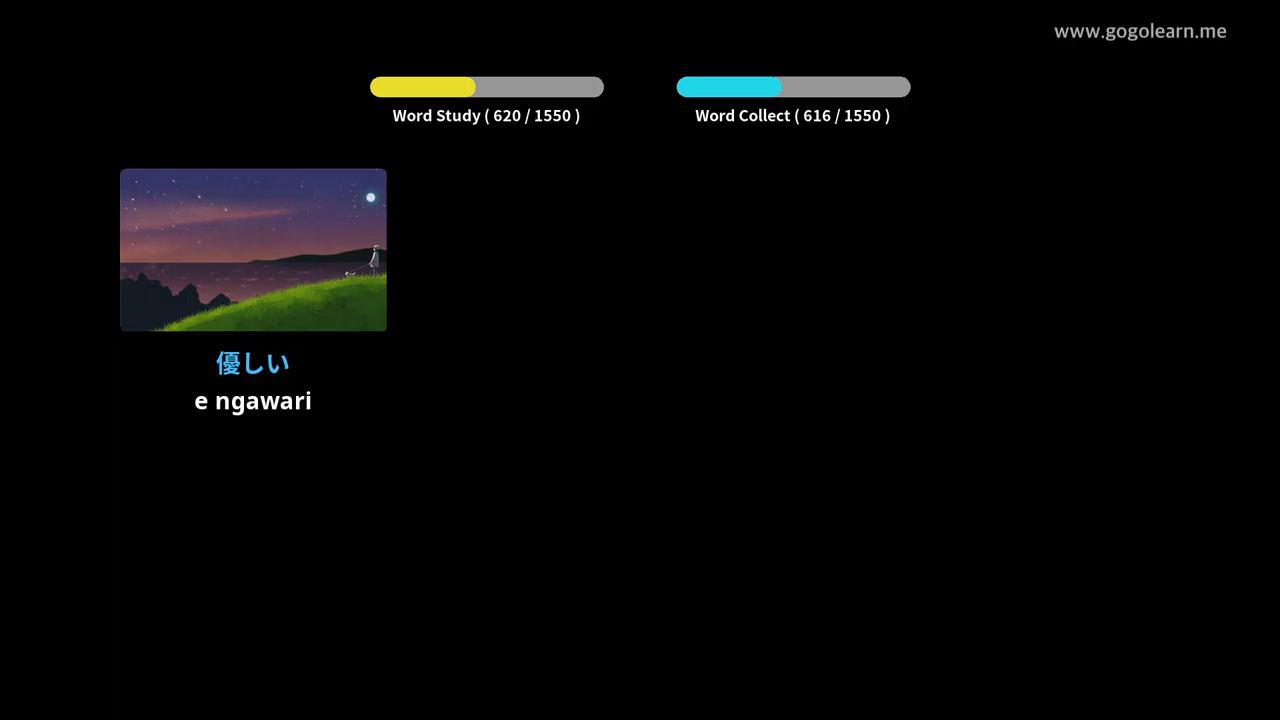 www.gogolearn.me
Word Study ( 620 / 1550 )
Word Collect ( 616 / 1550 )
優しい
e ngawari